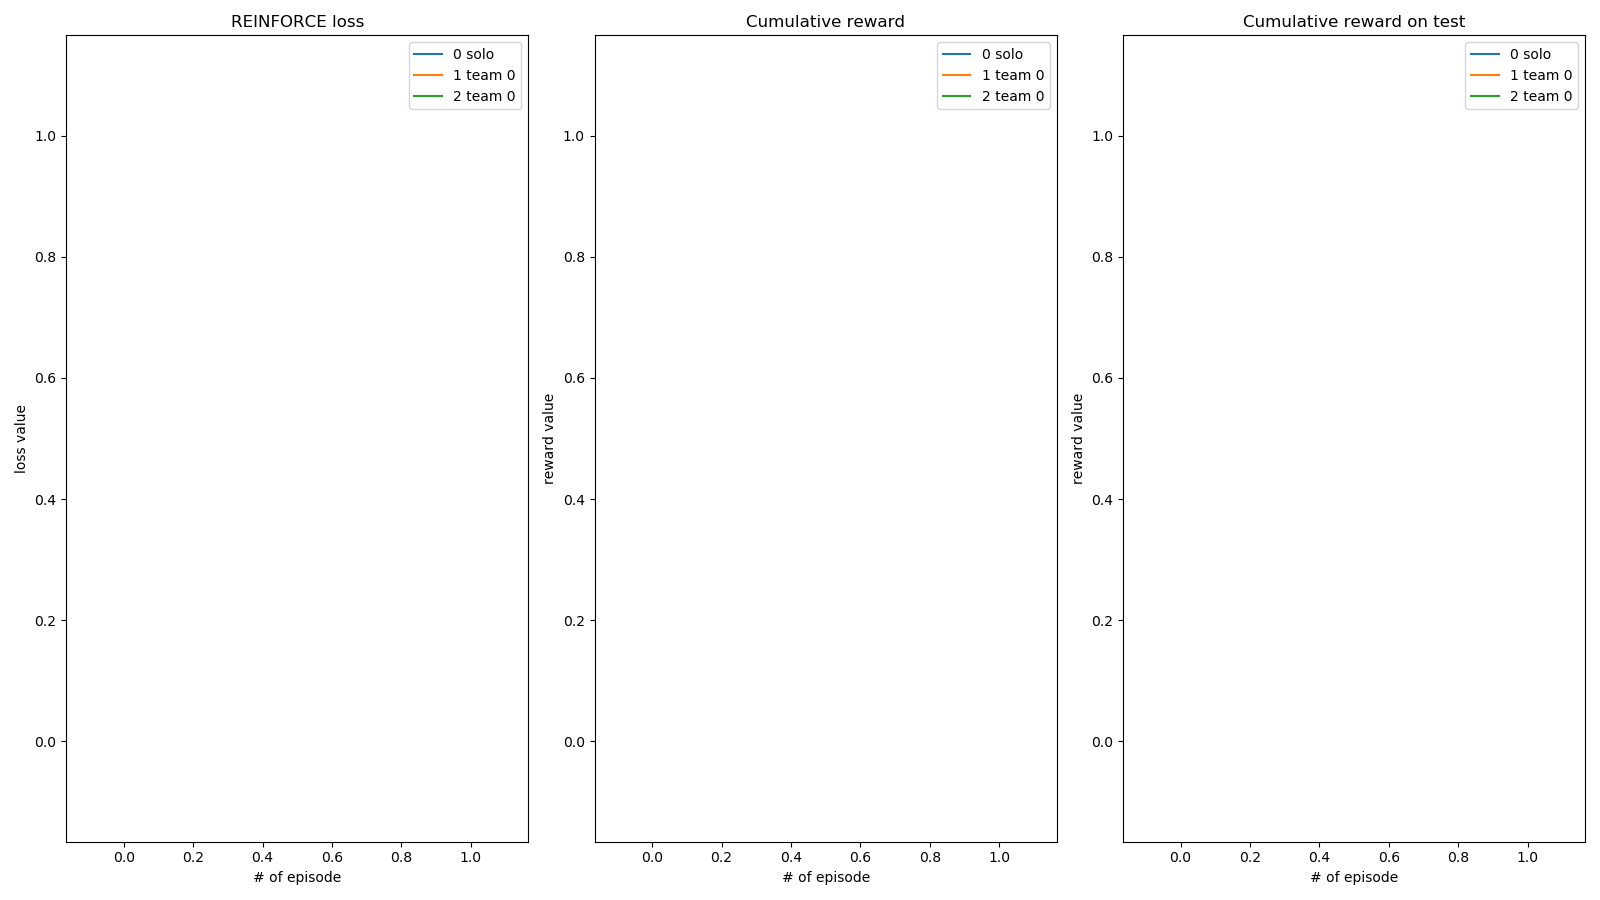 REINFORCE loss
0 solo
1 team 0
2 team 0
1.0
0.8
0.6
0.4
0.2
0.0
loss value
0.0 0.2 0.4 0.6 0.8 1.0
# of episode
Cumulative reward
0 solo
1 team 0
2 team 0
1.0
0.8
0.6
0.4
0.2
0.0
reward value
0.0 0.2 0.4 0.6 0.8 1.0
# of episode
Cumulative reward on test
0 solo
1 team 0
2 team 0
1.0
0.8
0.6
0.4
0.2
0.0
reward value
0.0 0.2 0.4 0.6 0.8 1.0
# of episode